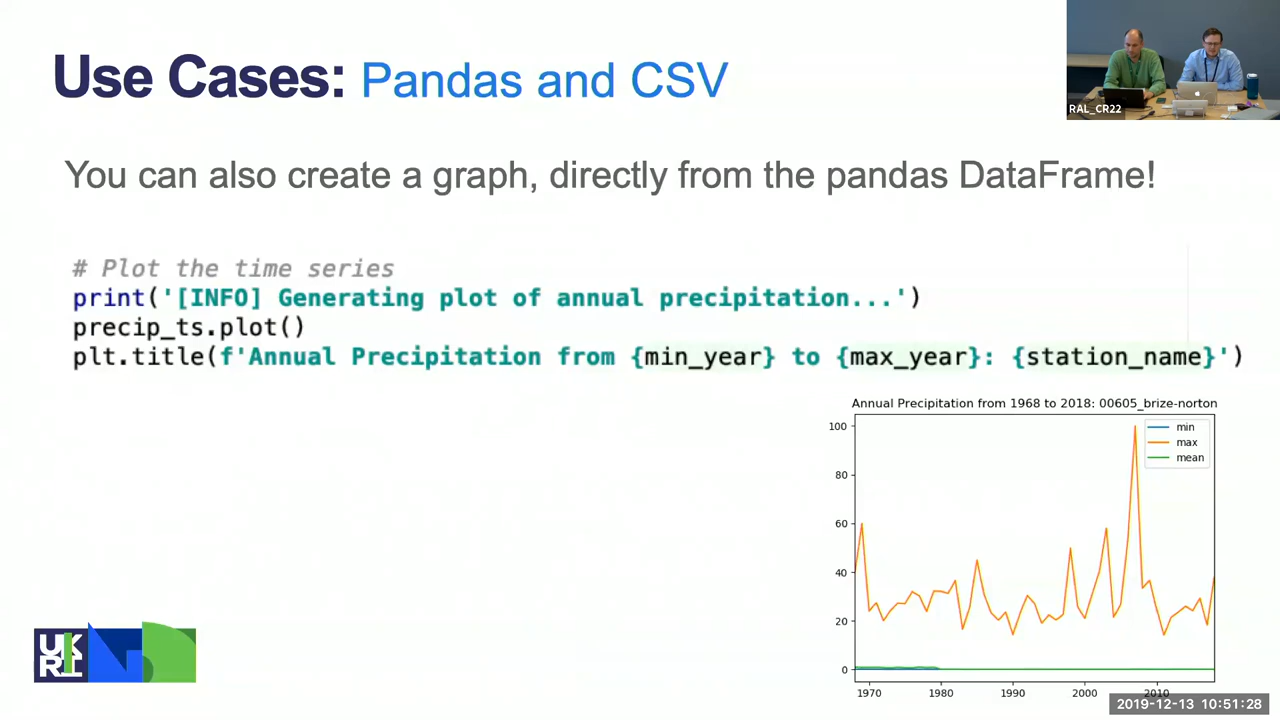 Use Cases: Pandas and CSV
RAL_CR22
You can also create a graph, directly from the pandas DataFrame!
# Plot the time series
print('[INFO] Generating plot of annual precipitation...')
precip_ts.plot()
plt.title(f'Annual Precipitation from {min_year} to {max_year}: {station_name}')
Annual Precipitation from 1968 to 2018: 00605_brize-norton
100
80
60
40
20
0
min
max
mean
1970 1980 1990 2000 2010
UK
RI
2019-12-13 10:51:28